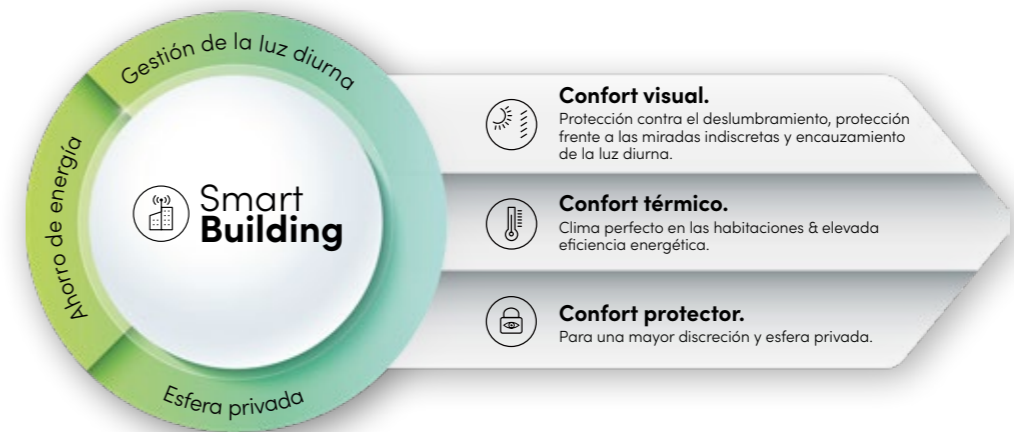 Gestión de la luz diurna
Ahorro de energía
Esfera privada
Smart
Building
Confort visual.
Protección contra el deslumbramiento, protección
frente a las miradas indiscretas y encauzamiento
de la luz diurna.
Confort térmico.
Clima perfecto en las habitaciones & elevada
eficiencia energética.
Confort protector.
Para una mayor discreción y esfera privada.